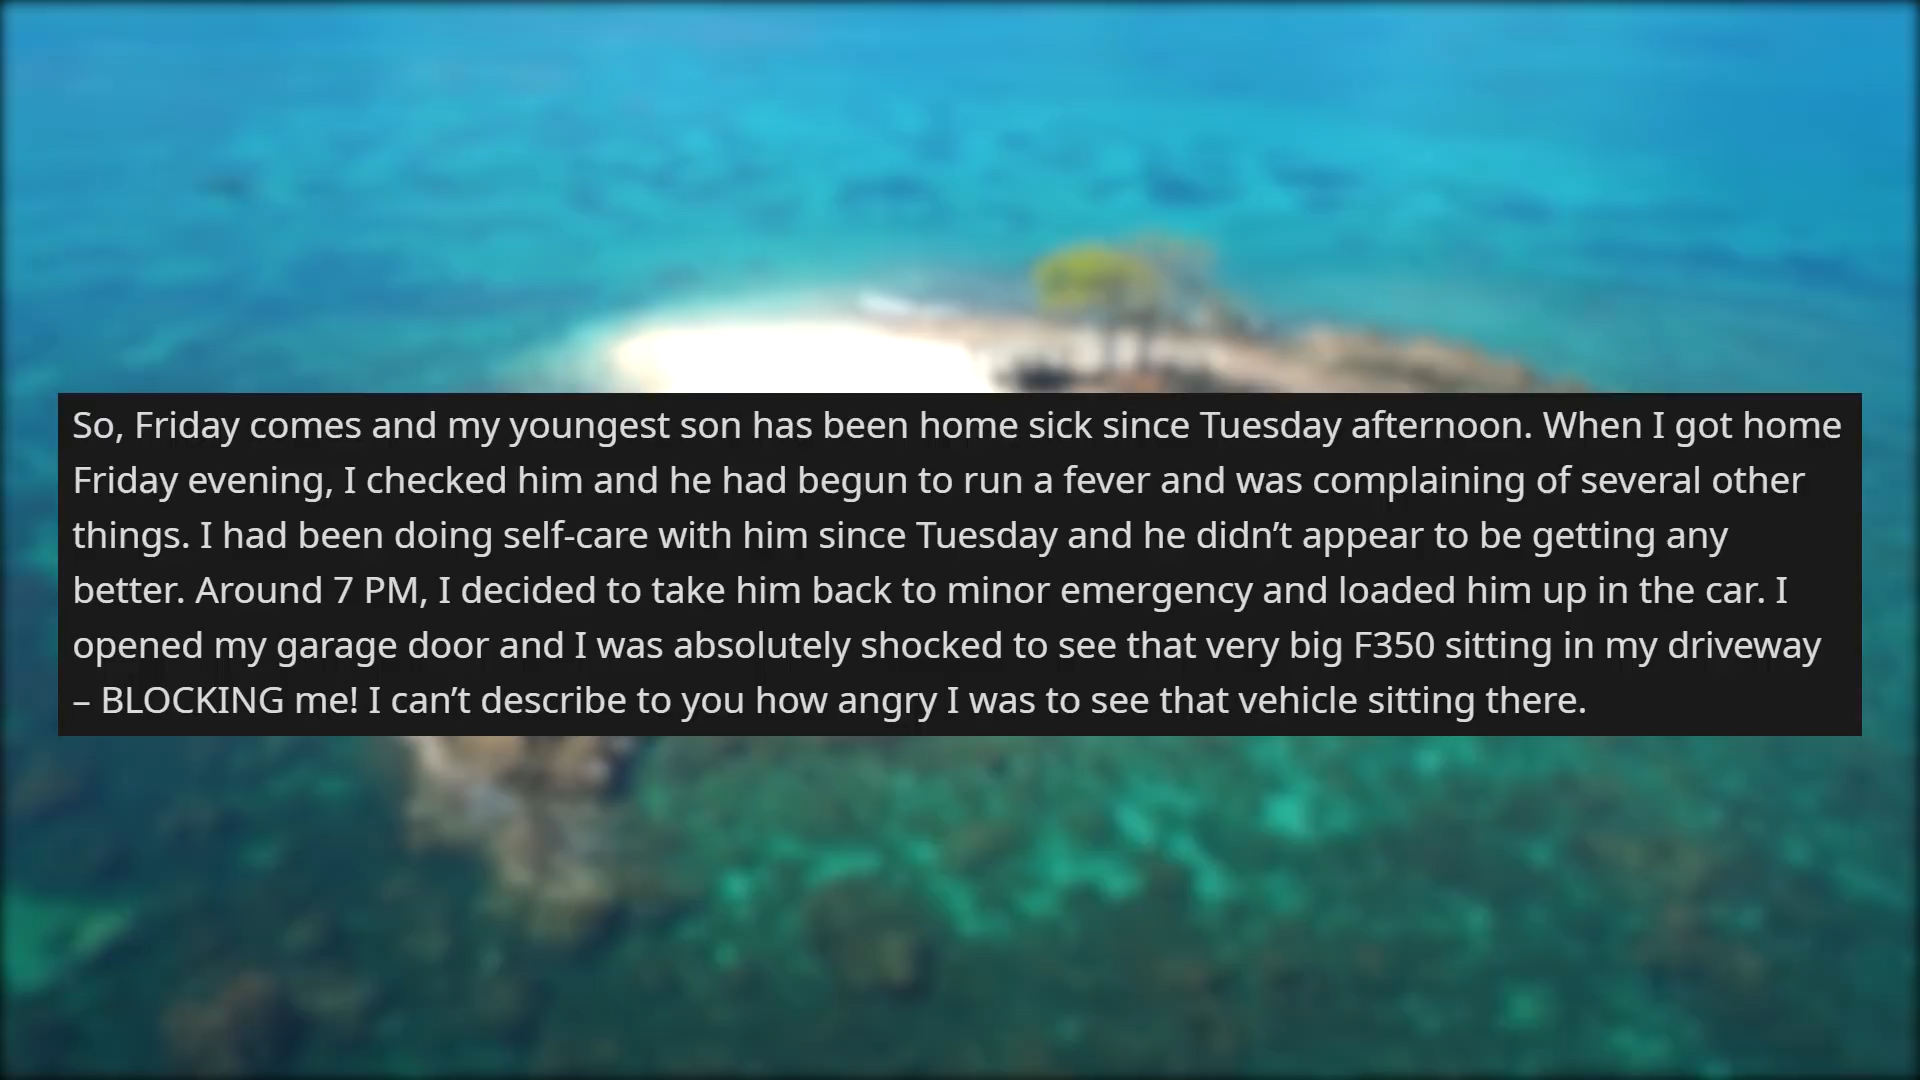 So, Friday comes and my youngest son has been home sick since Tuesday afternoon. When I got home
Friday evening, I checked him and he had begun to run a fever and was complaining of several other
things. I had been doing self-care with him since Tuesday and he didn’t appear to be getting any
better. Around 7 PM, I decided to take him back to minor emergency and loaded him up in the car. I
opened my garage door and I was absolutely shocked to see that very big F350 sitting in my driveway
– BLOCKING me! I can’t describe to you how angry I was to see that vehicle sitting there.